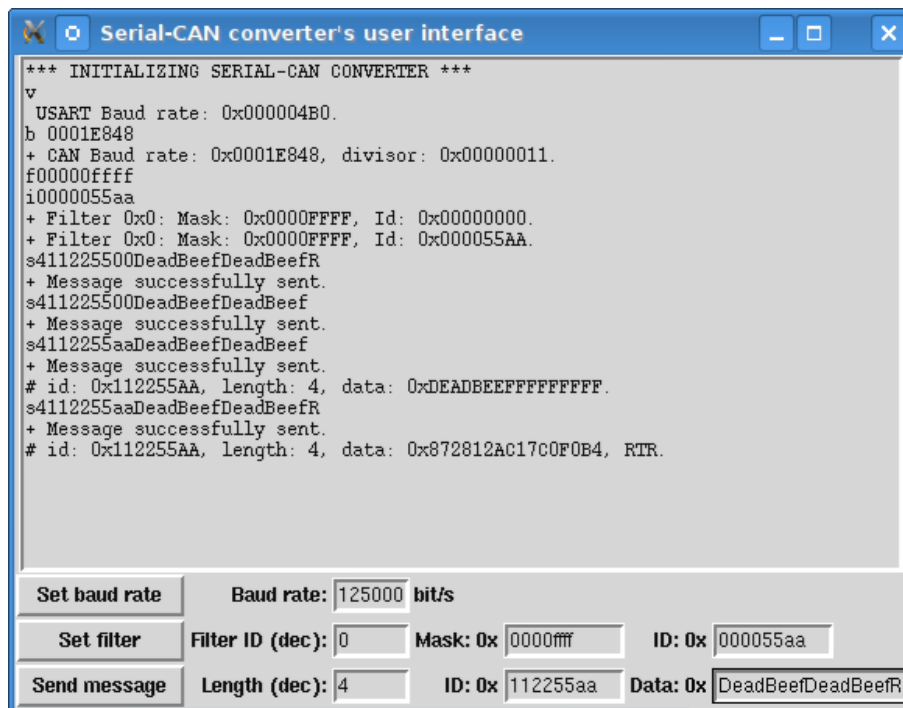 Serial-CAN converter's user interface
*** INITIALIZING SERIAL-CAN CONVERTER ***
v
USART Baud rate: 0x000004B0.
b 0001E848
+ CAN Baud rate: 0x0001E848, divisor: 0x00000011.
f00000ffff
i0000055aa
+ Filter 0x0: Mask: 0x0000FFFF, Id: 0x00000000.
+ Filter 0x0: Mask: 0x0000FFFF, Id: 0x000055AA.
s411225500DeadBeefDeadBeefR
+ Message successfully sent.
s411225500DeadBeefDeadBeef
+ Message successfully sent.
s4112255aaDeadBeefDeadBeef
+ Message successfully sent.
# id: 0x112255AA, length: 4, data: 0xDEADBEEFFFFFFFFF.
s4112255aaDeadBeefDeadBeefR
+ Message successfully sent.
# id: 0x112255AA, length: 4, data: 0x872812AC17C0F0B4, RTR.
Set baud rate Baud rate: 125000 bit/s
Set filter Filter ID (dec): 0 Mask: 0x 0000ffff ID: 0x 000055aa
Send message Length (dec): 4 ID: 0x 112255aa Data: 0x DeadBeefDeadBeefR